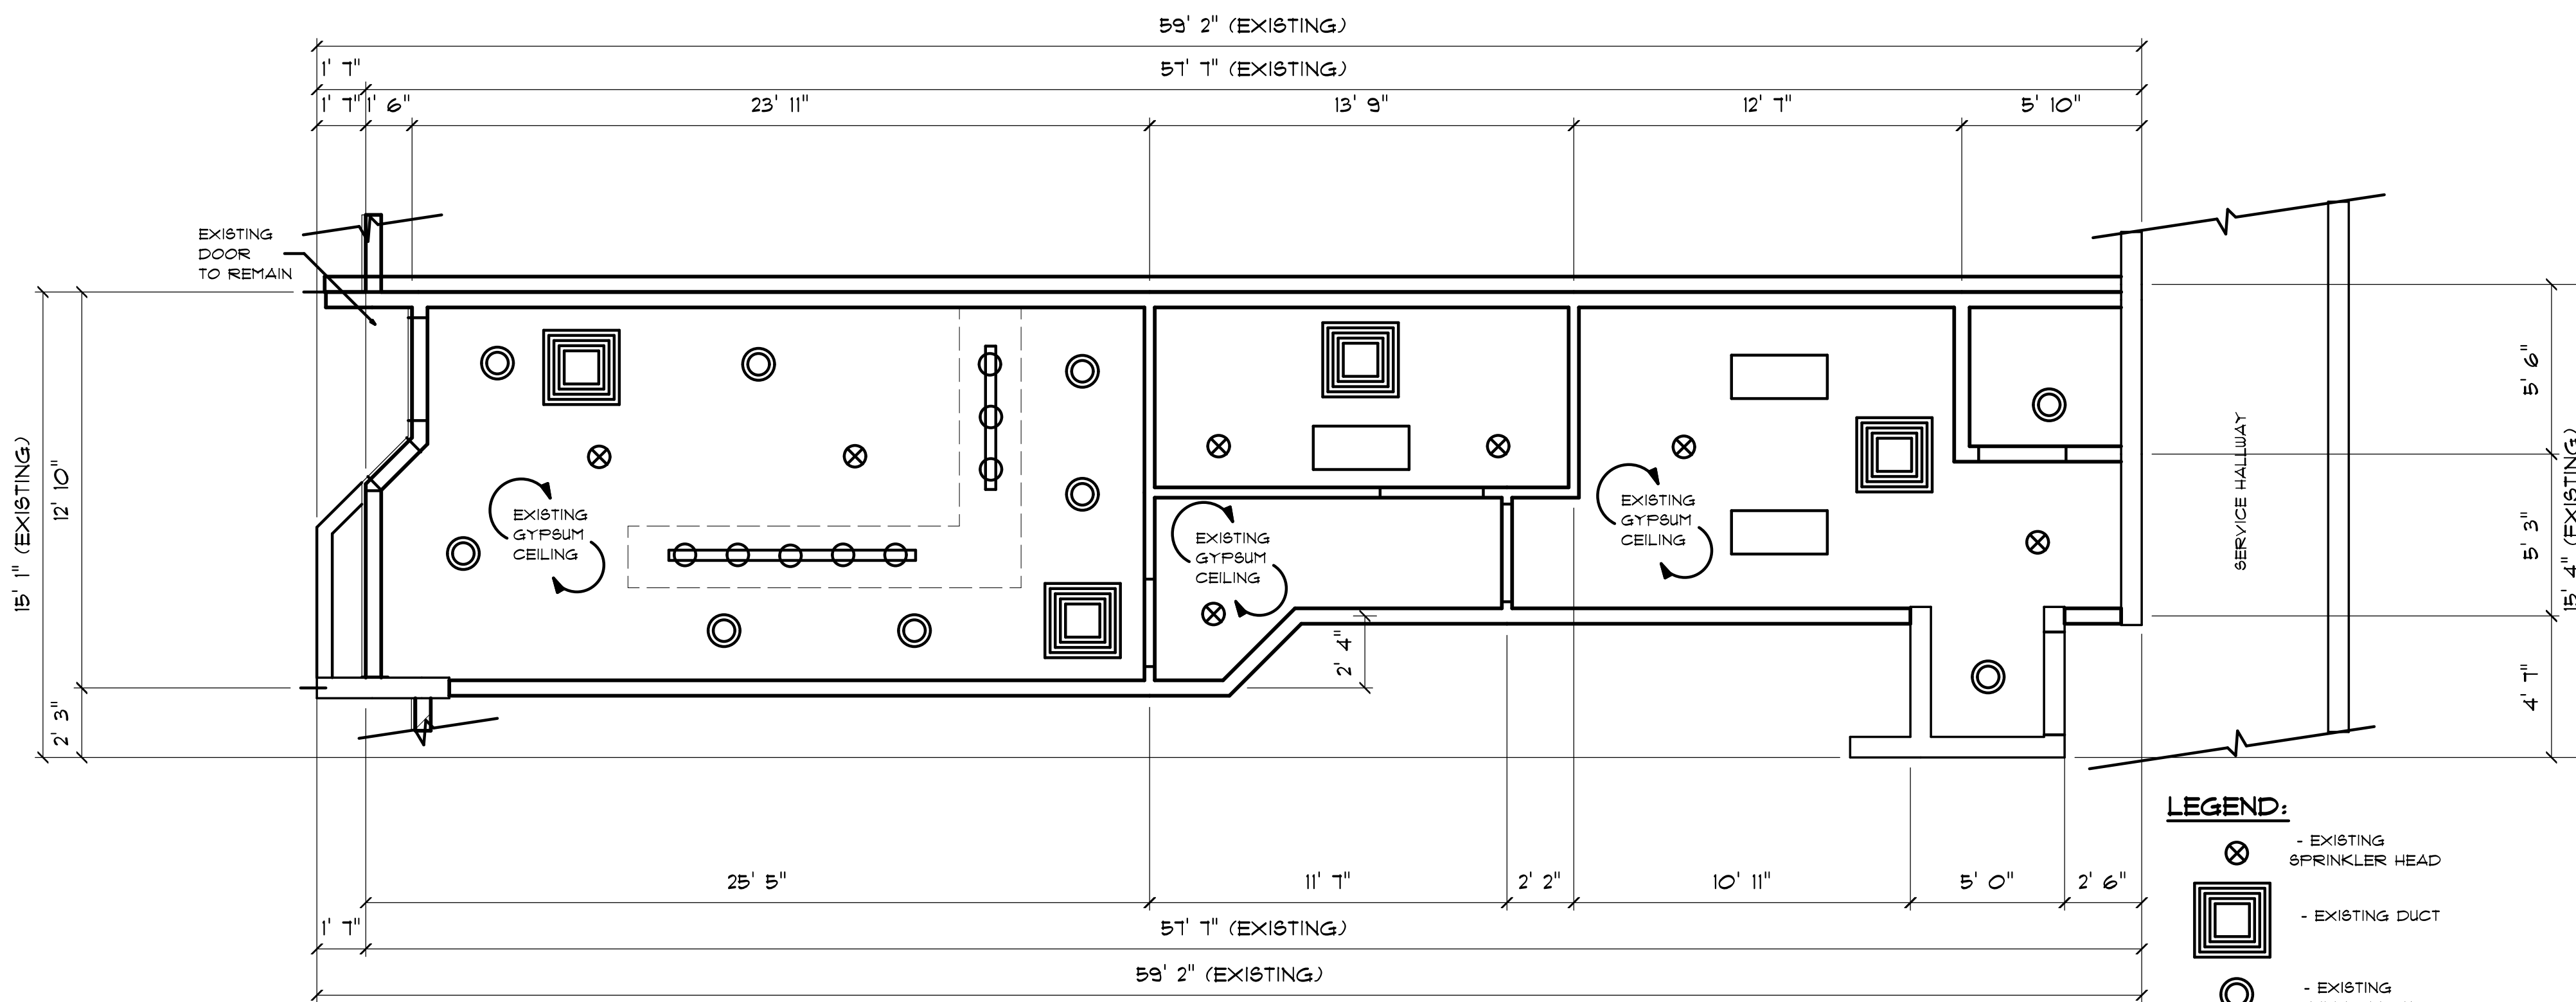 59' 2" (EXISTING)
1' 7"
57' 7" (EXISTING)
1' 7"
1' 6"
23' 11"
13' 9"
12' 7"
5' 10"
EXISTING
DOOR
TO REMAIN
15' 1" (EXISTING)
12' 10"
2' 3"
EXISTING
GYPSUM
CEILING
EXISTING
GYPSUM
CEILING
EXISTING
GYPSUM
CEILING
2' 4"
SERVICE HALLWAY
5' 6"
5' 3"
4' 7"
15' 4" (EXISTING)
25' 5"
11' 7"
2' 2"
10' 11"
5' 0"
2' 6"
1' 7"
57' 7" (EXISTING)
59' 2" (EXISTING)
LEGEND:
- EXISTING
SPRINKLER HEAD
- EXISTING DUCT
- EXISTING